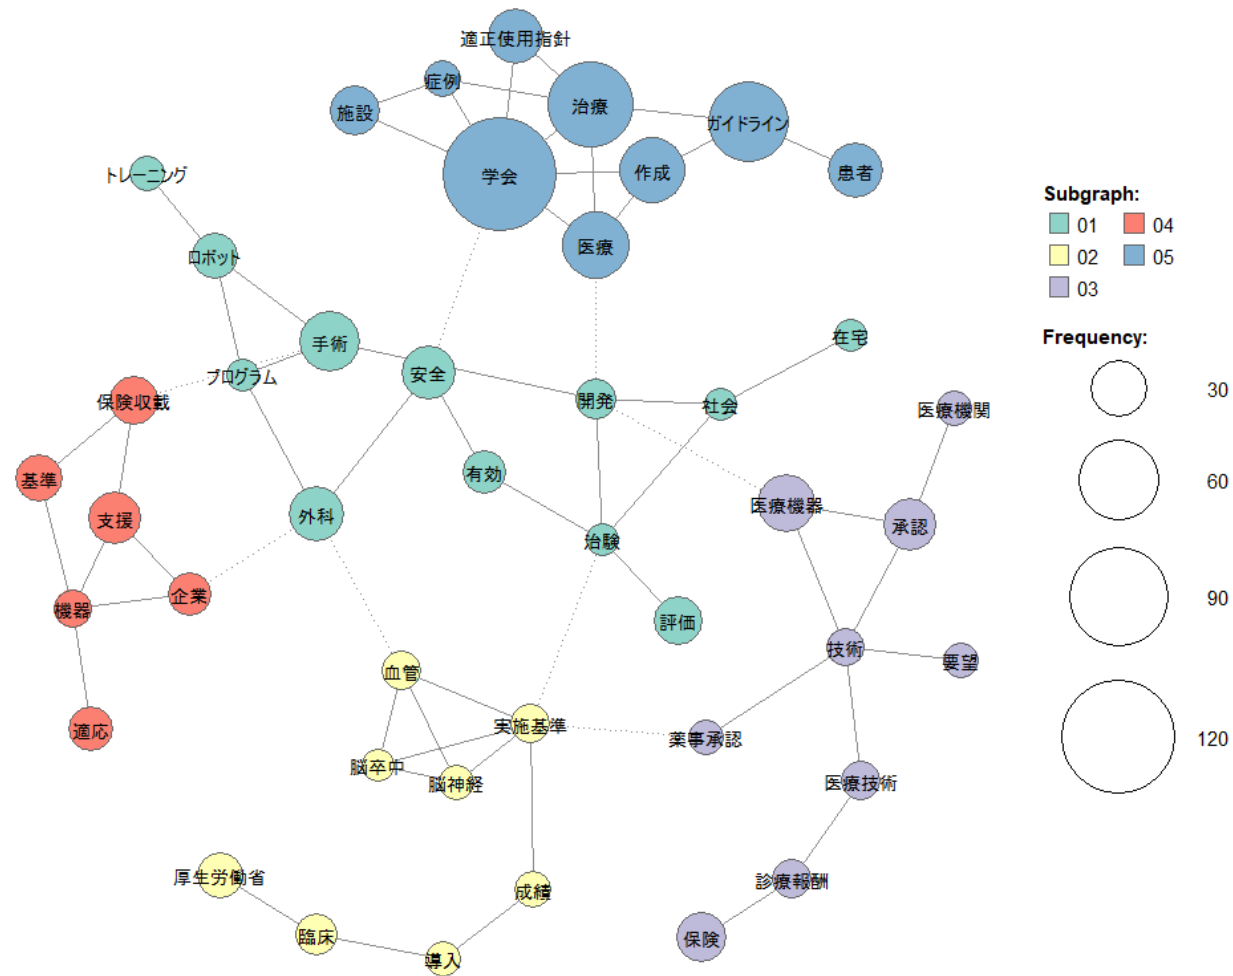 適正使用指針
症例
治療
施設
ガイドライン
学会
作成
患者
トレーニング
医療
ロボット
手術
安全
プログラム
在宅
保険収載
開発
社会
医療機関
基準
有効
支援
外科
医療機器
承認
治験
企業
機器
評価
技術
要望
血管
適応
実施基準
薬事承認
脳卒中
脳神経
医療技術
厚生労働省
成績
診療報酬
臨床
導入
保険
Subgraph:
01 04
02 05
03
Frequency:
30
60
90
120